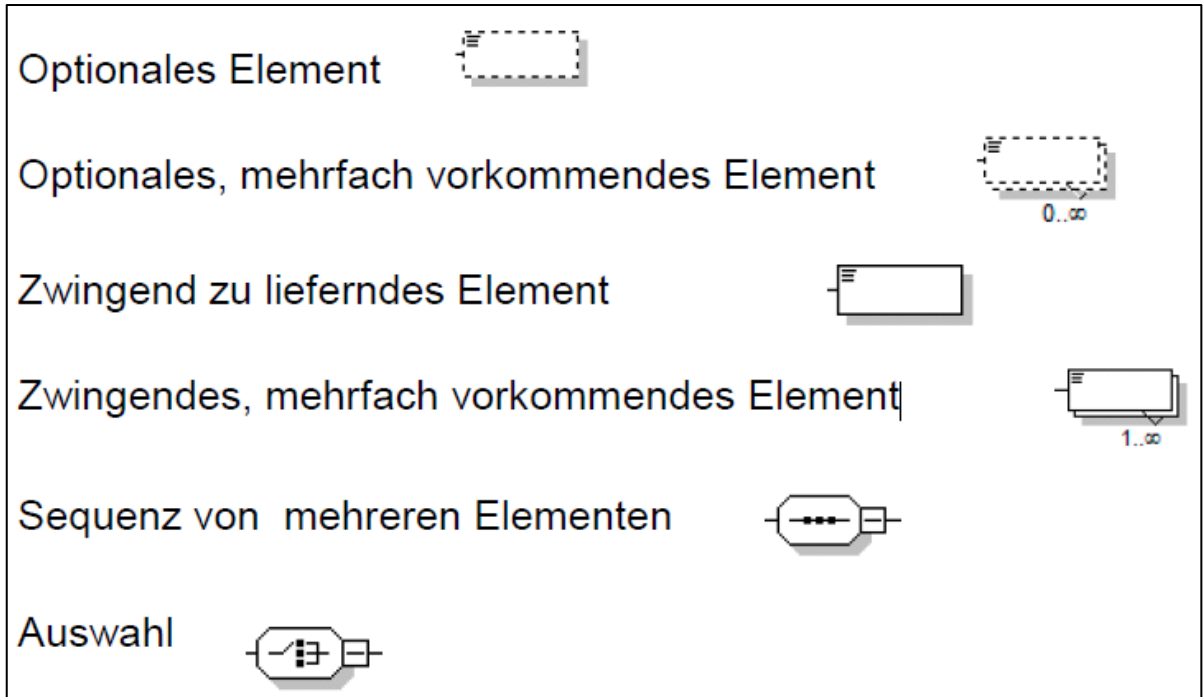 Optionales Element
Optionales, mehrfach vorkommendes Element
0..∞
Zwingend zu lieferndes Element
Zwingendes, mehrfach vorkommendes Element
1..∞
Sequenz von  mehreren Elementen
Auswahl